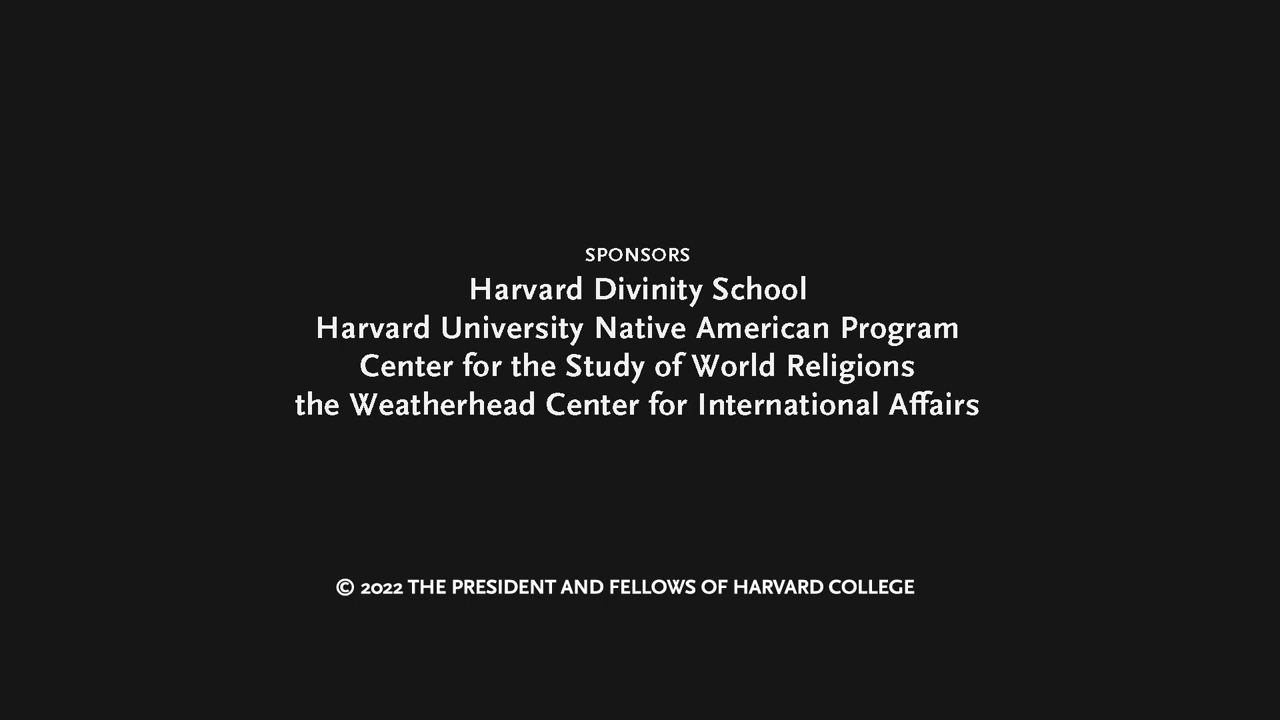 SPONSORS
Harvard Divinity School
Harvard University Native American Program
Center for the Study of World Religions
the Weatherhead Center for International Affairs
© 2022 THE PRESIDENT AND FELLOWS OF HARVARD COLLEGE